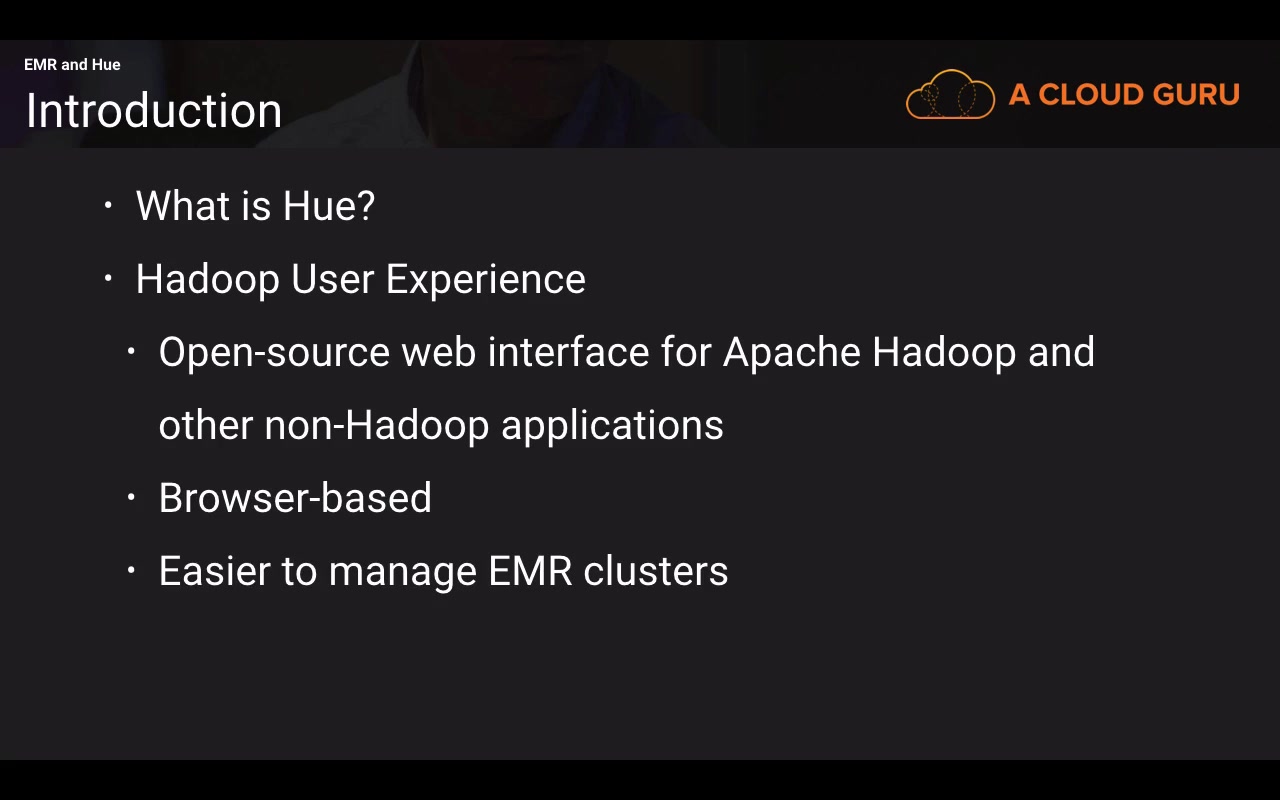 EMR and Hue
Introduction
A CLOUD GURU
• What is Hue?
• Hadoop User Experience
• Open-source web interface for Apache Hadoop and
other non-Hadoop applications
• Browser-based
• Easier to manage EMR clusters